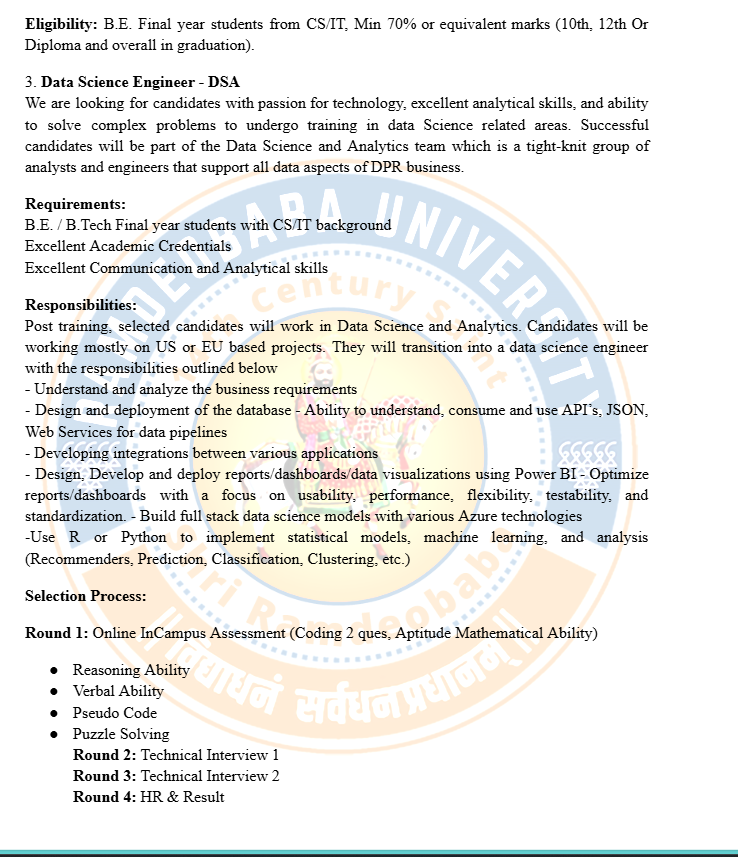 Eligibility: B.E. Final year students from CS/IT, Min 70% or equivalent marks (10th, 12th Or
Diploma and overall in graduation).
3. Data Science Engineer - DSA
We are looking for candidates with passion for technology, excellent analytical skills, and ability
to solve complex problems to undergo training in data Science related areas. Successful
candidates will be part of the Data Science and Analytics team which is a tight-knit group of
analysts and engineers that support all data aspects of DPR business.
Requirements:
B.E. / B.Tech Final year students with CS/IT background
Excellent Academic Credentials
Excellent Communication and Analytical skills
Responsibilities:
Post training, selected candidates will work in Data Science and Analytics. Candidates will be
working mostly on US or EU based projects. They will transition into a data science engineer
with the responsibilities outlined below
- Understand and analyze the business requirements
- Design and deployment of the database - Ability to understand, consume and use API's, JSON,
Web Services for data pipelines
- Developing integrations between various applications
- Design, Develop and deploy reports/dashboards/data visualizations using Power BI - Optimize
reports/dashboards with a focus on usability, performance, flexibility, testability, and
standardization. - Build full stack data science models with various Azure technologies
-Use R or Python to implement statistical models, machine learning, and analysis
(Recommenders, Prediction, Classification, Clustering, etc.)
Selection Process:
Round 1: Online InCampus Assessment (Coding 2 ques, Aptitude Mathematical Ability)
● Reasoning Ability
● Verbal Ability
● Pseudo Code
● Puzzle Solving
Round 2: Technical Interview 1
Round 3: Technical Interview 2
Round 4: HR & Result
RAMDEOBABA UNIVERSITY
Century Saint
Shri Ramdeobaba
विद्याधनं सर्वधनप्रधानम्